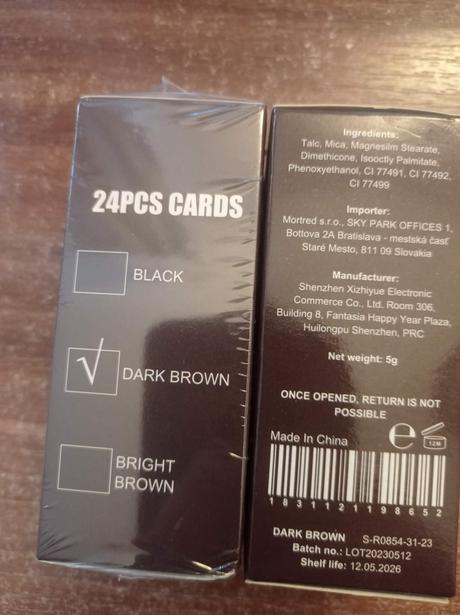 24PCS CARDS
BLACK
√ DARK BROWN
BRIGHT
BROWN
Ingredients:
Talc, Mica, Magnesilm Stearate,
Dimethicone, Isooctly Palmitate,
Phenoxyethanol, CI 77491, CI 77492,
CI 77499
Importer:
Mortred s.r.o., SKY PARK OFFICES 1,
Bottova 2A Bratislava - mestská časť
Staré Mesto, 811 09 Slovakia
Manufacturer:
Shenzhen Xizhiyue Electronic
Commerce Co., Ltd. Room 306,
Building 8, Fantasia Happy Year Plaza,
Huilongpu Shenzhen, PRC
Net weight: 5g
ONCE OPENED, RETURN IS NOT
POSSIBLE
Made In China
e
12M
183112119 8652
DARK BROWN S-R0854-31-23
Batch no.: LOT20230512
Shelf life: 12.05.2026